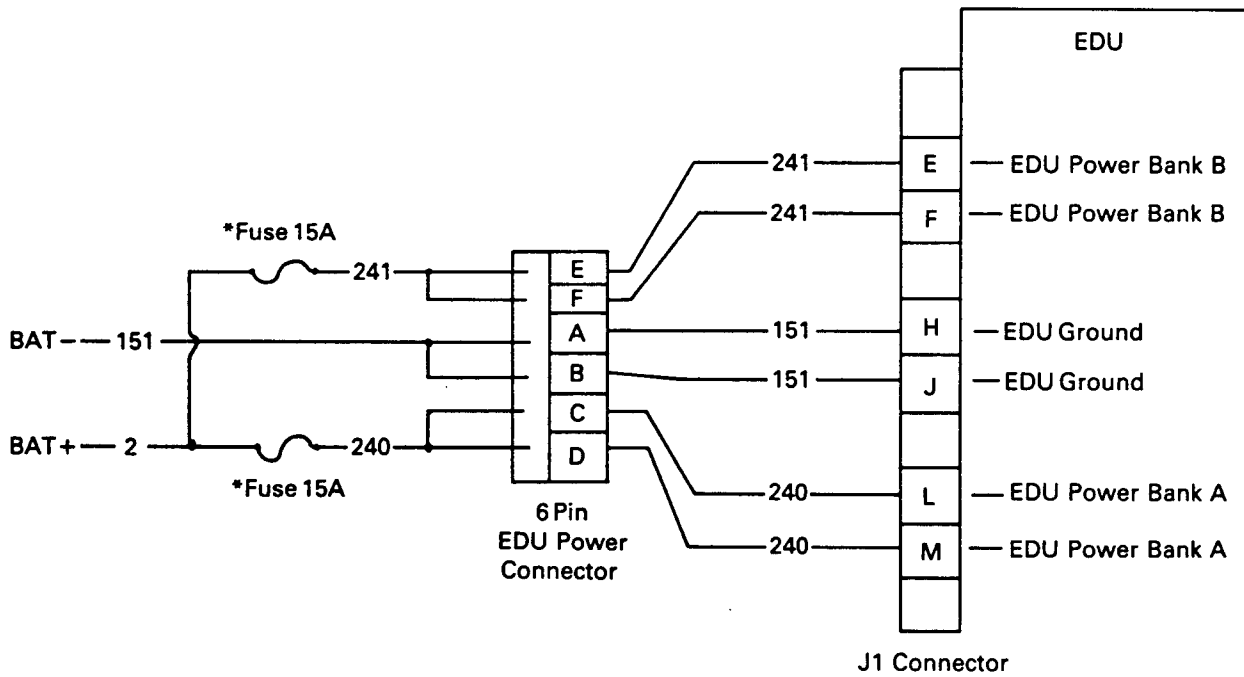 EDU
241
E
EDU Power Bank B
241
F
EDU Power Bank B
*Fuse 15A
241
E
F
BAT- 151
A
151
H
EDU Ground
B
151
J
EDU Ground
C
BAT+ 2
240
D
*Fuse 15A
240
L
EDU Power Bank A
240
M
EDU Power Bank A
6 Pin
EDU Power
Connector
J1 Connector